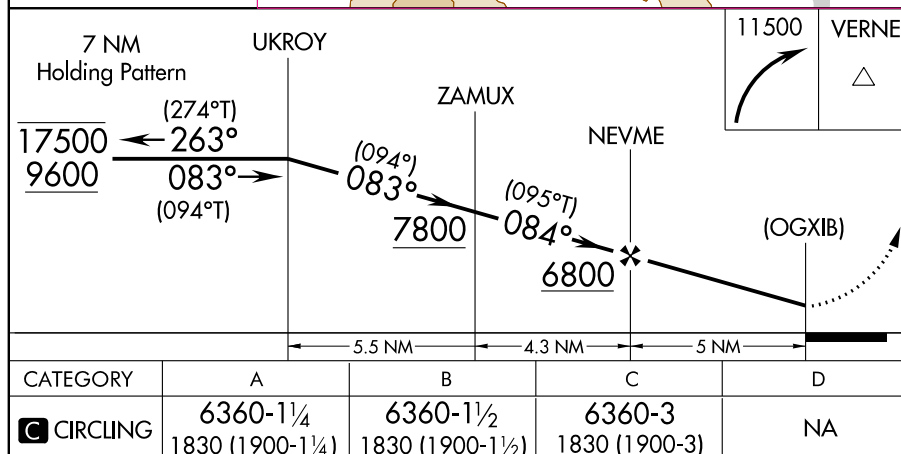 7 NM
Holding Pattern
UKROY
ZAMUX
NEVME
(OGXIB)
11500
VERNE
(274°T)
17500 263°
9600 083°
(094°T)
(094°)
083°
7800
(095°T)
084°
6800
5.5 NM 4.3 NM 5 NM
CATEGORY A B C D
C CIRCLING 6360-1¼ 6360-1½ 6360-3 NA
1830 (1900-1¼) 1830 (1900-1½) 1830 (1900-3)